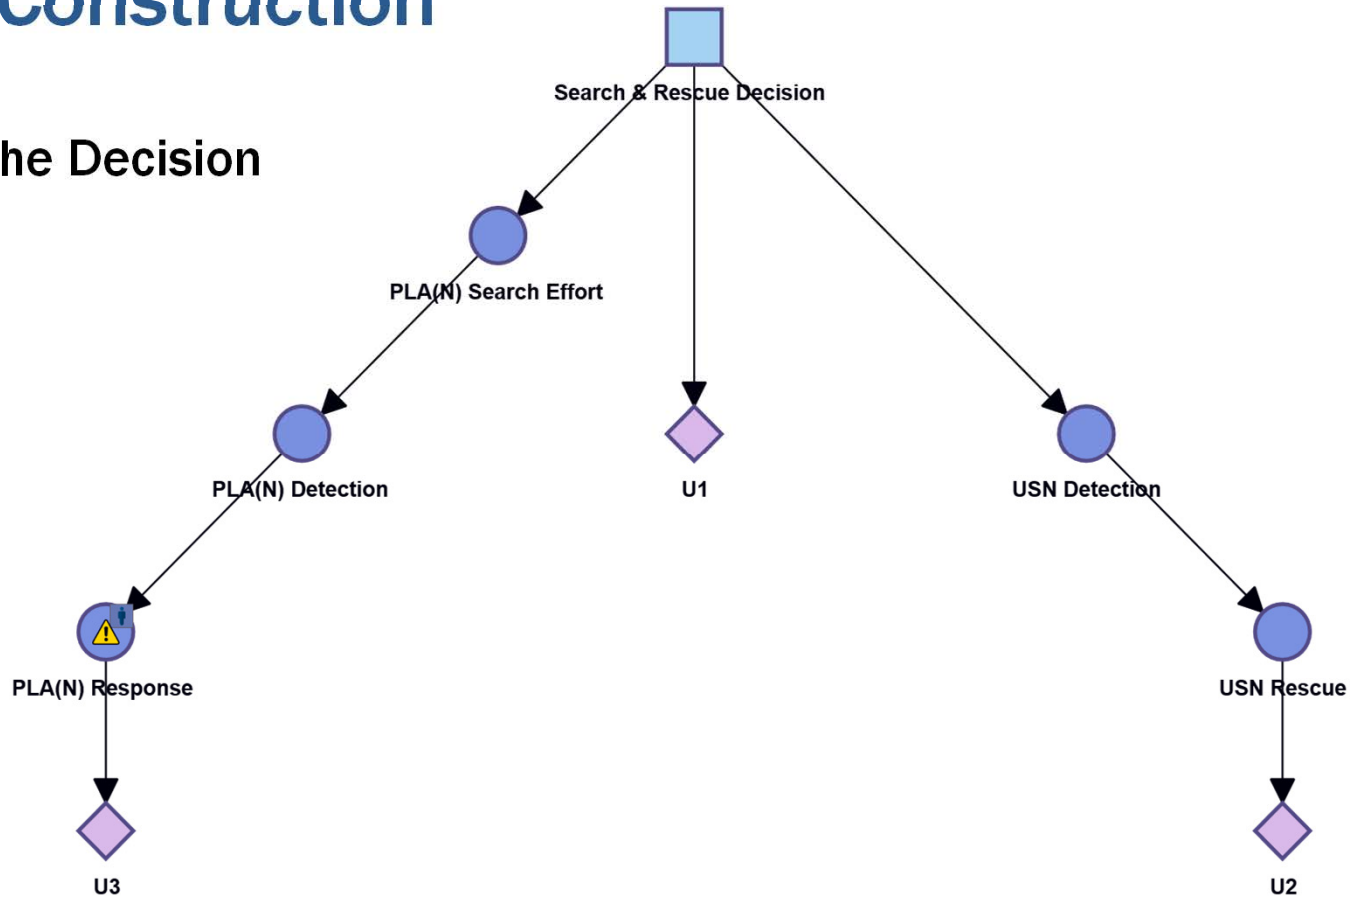 Construction
Search & Rescue Decision
he Decision
PLA(N) Search Effort
PLA(N) Detection
U1
USN Detection
PLA(N) Response
USN Rescue
U3
U2